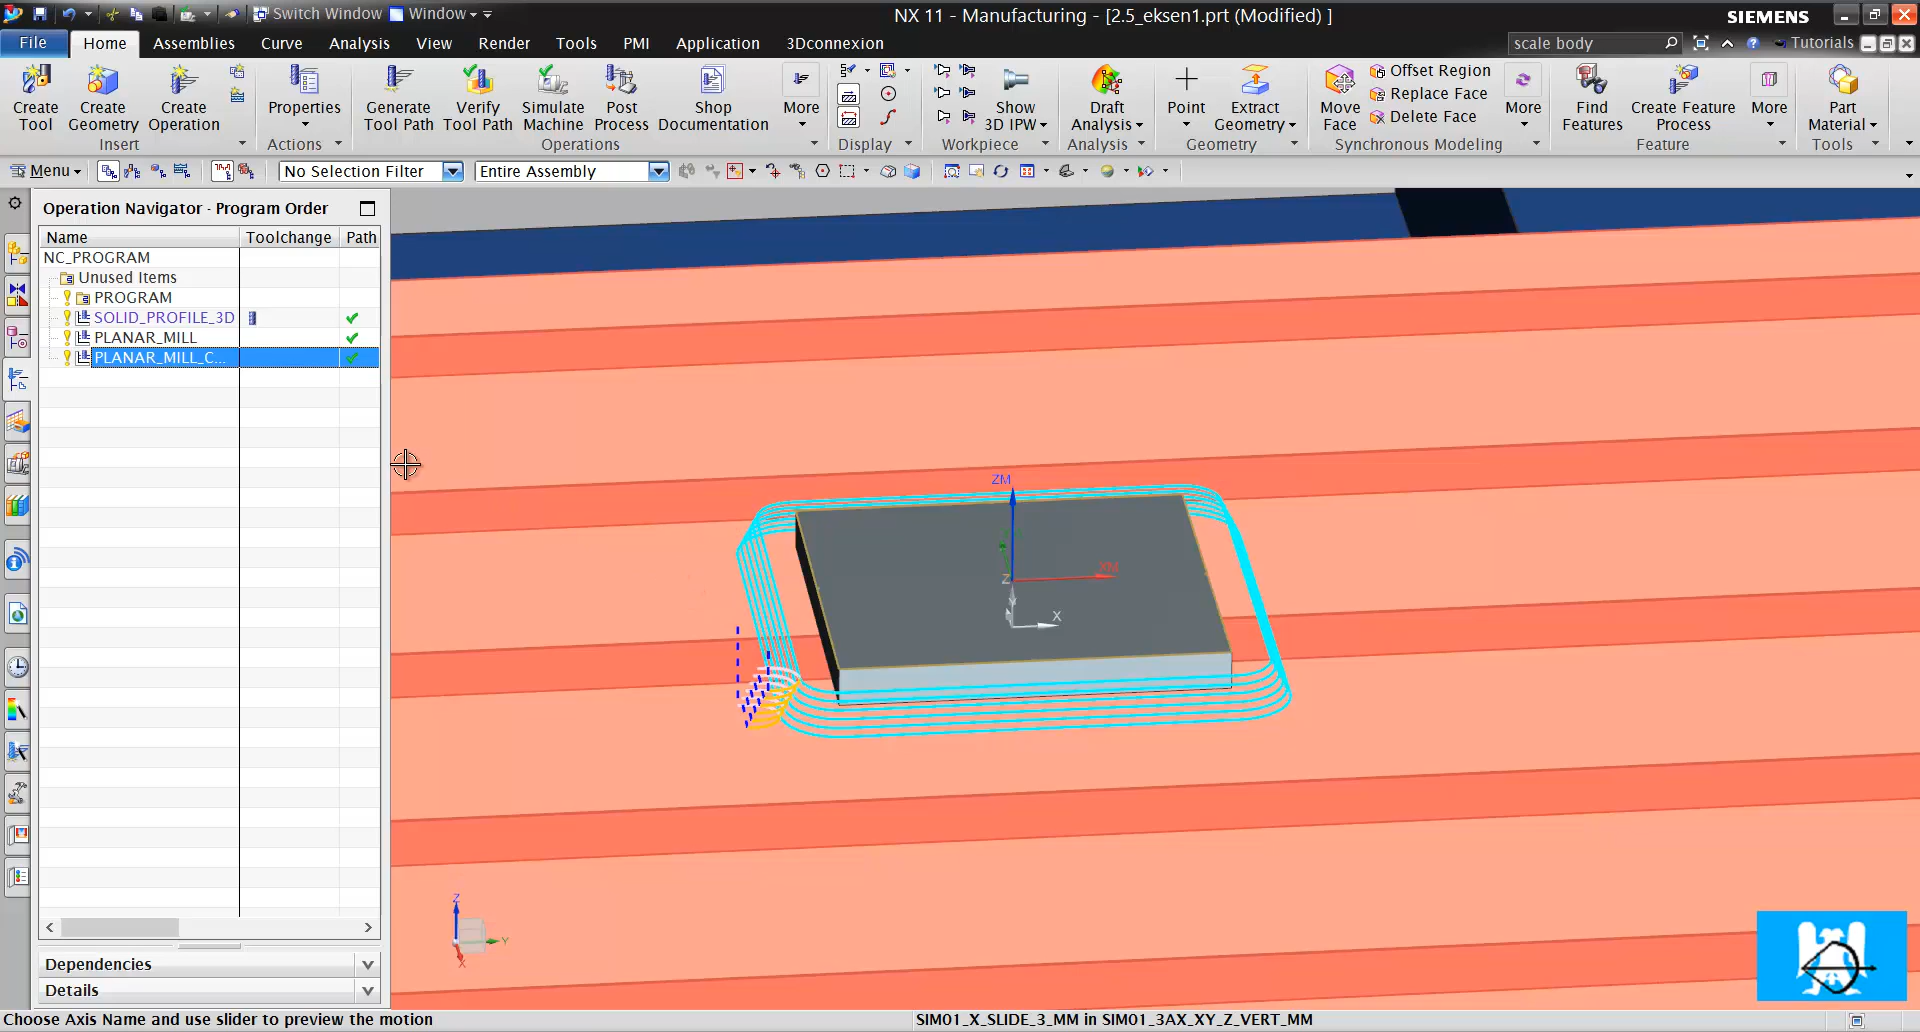 Switch Window Window
NX 11 - Manufacturing - [2.5_eksen1.prt (Modified) ]
SIEMENS
File Home Assemblies Curve Analysis View Render Tools PMI Application 3Dconnexion
scale body
Tutorials
Create Tool
Create Geometry
Create Operation
Insert
Properties
Actions
Generate Tool Path
Verify Tool Path
Simulate Machine
Post Process
Shop Documentation
More
Operations
Display
Show 3D IPW
Workpiece
Draft Analysis
Analysis
Point
Extract Geometry
Geometry
Move Face
Offset Region
Replace Face
Delete Face
More
Synchronous Modeling
Find Features
Create Feature Process
More
Feature
Part Material
Tools
Menu
No Selection Filter
Entire Assembly
Operation Navigator - Program Order
Name Toolchange Path
NC_PROGRAM
Unused Items
PROGRAM
SOLID_PROFILE_3D
PLANAR_MILL
PLANAR_MILL_C...
ZM
XM
Z
Y
X
Z
Y
X
Dependencies
Details
Choose Axis Name and use slider to preview the motion
SIM01_X_SLIDE_3_MM in SIM01_3AX_XY_Z_VERT_MM